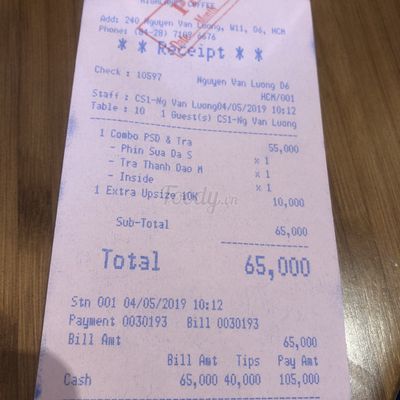 HIGHLANDS COFFEE
Add: 240 Nguyen Van Luong, W11, D6, HCM
Phone: (84-28) 7109 6676
* * Receipt * *
Check : 10597 Nguyen Van Luong D6
HCM/001
Staff : CS1-Ng Van Luong04/05/2019 10:12
Table : 10 1 Guest(s) CS1-Ng Van Luong
1 Combo PSD & Tra 55,000
- Phin Sua Da S x 1
- Tra Thanh Dao M x 1
- Inside x 1
1 Extra Upsize 10K 10,000
Foody.vn
Sub-Total 65,000
Total 65,000
Stn 001 04/05/2019 10:12
Payment 0030193 Bill 0030193
Bill Amt 65,000
Bill Amt Tips Pay Amt
Cash 65,000 40,000 105,000